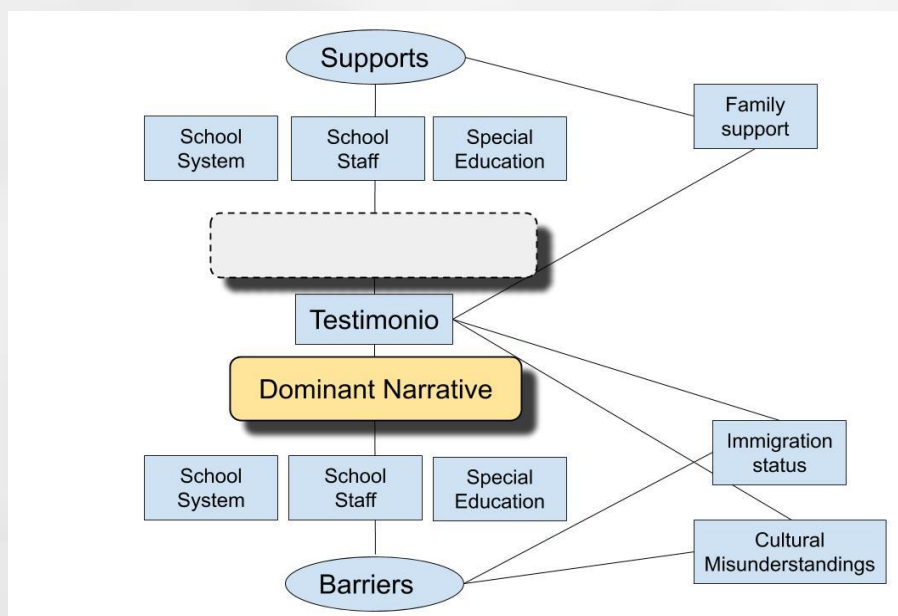 Supports
Family
support
School
System
School
Staff
Special
Education
Testimonio
Dominant Narrative
Immigration
status
School
System
School
Staff
Special
Education
Cultural
Misunderstandings
Barriers